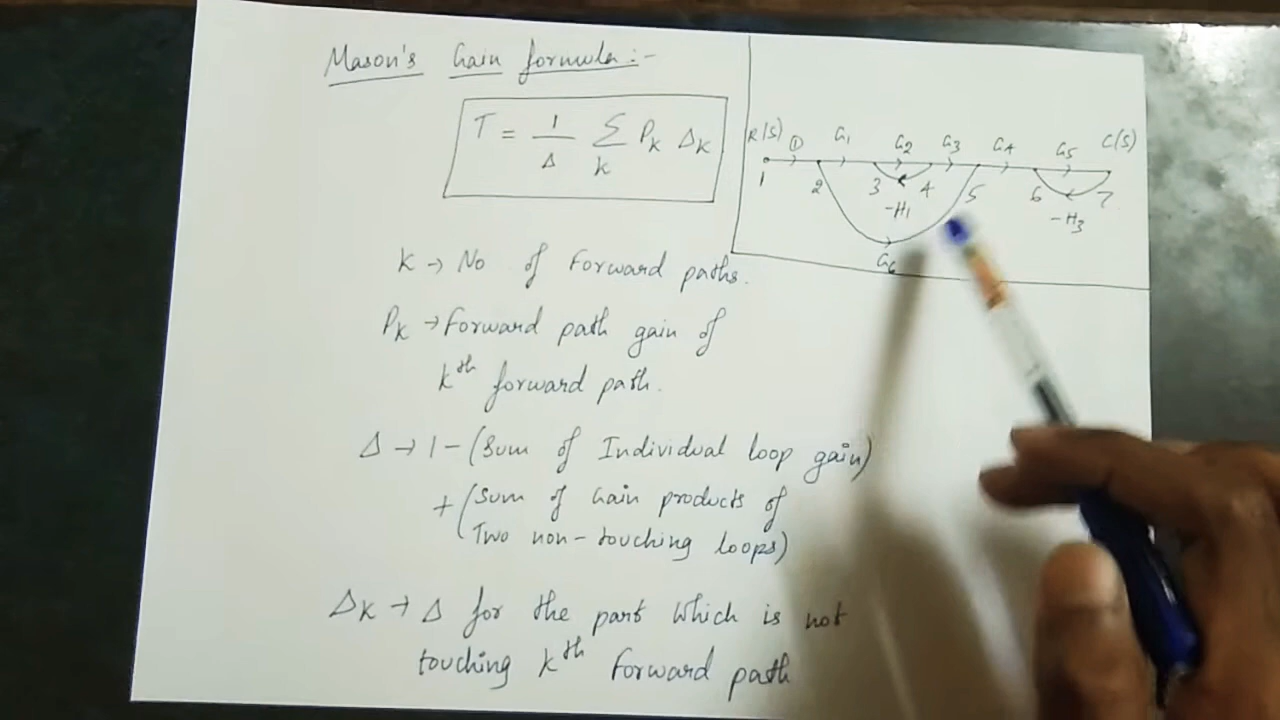 Mason's Gain formula:-
T = 1/Δ Σ_K P_K Δ_K
R(S) ① G1 G2 G3 G4 G5 C(S)
1 2 3 4 5 6 7
-H1 -H3
G6
K → No of Forward paths.
P_K → Forward path gain of
K^th forward path.
Δ → 1 - (Sum of Individual loop gain)
+ (Sum of Gain products of
Two non-touching loops)
Δ_K → Δ for the part which is not
touching K^th Forward path